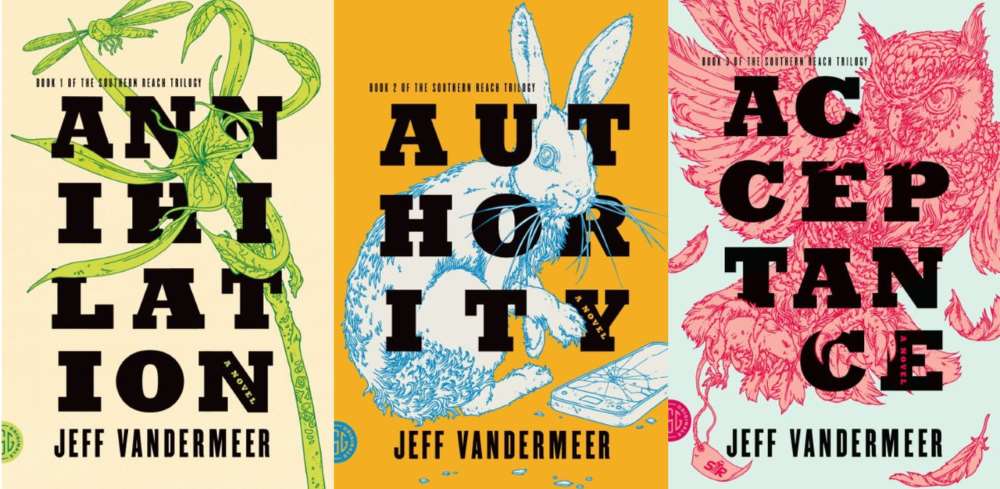 BOOK 1 OF THE SOUTHERN REACH TRILOGY
ANN
IHI
LAT
ION
A NOVEL
JEFF VANDERMEER
BOOK 2 OF THE SOUTHERN REACH TRILOGY
AUT
HOR
ITY
A NOVEL
JEFF VANDERMEER
BOOK 3 OF THE SOUTHERN REACH TRILOGY
AC
CEP
TAN
CE
A NOVEL
JEFF VANDERMEER